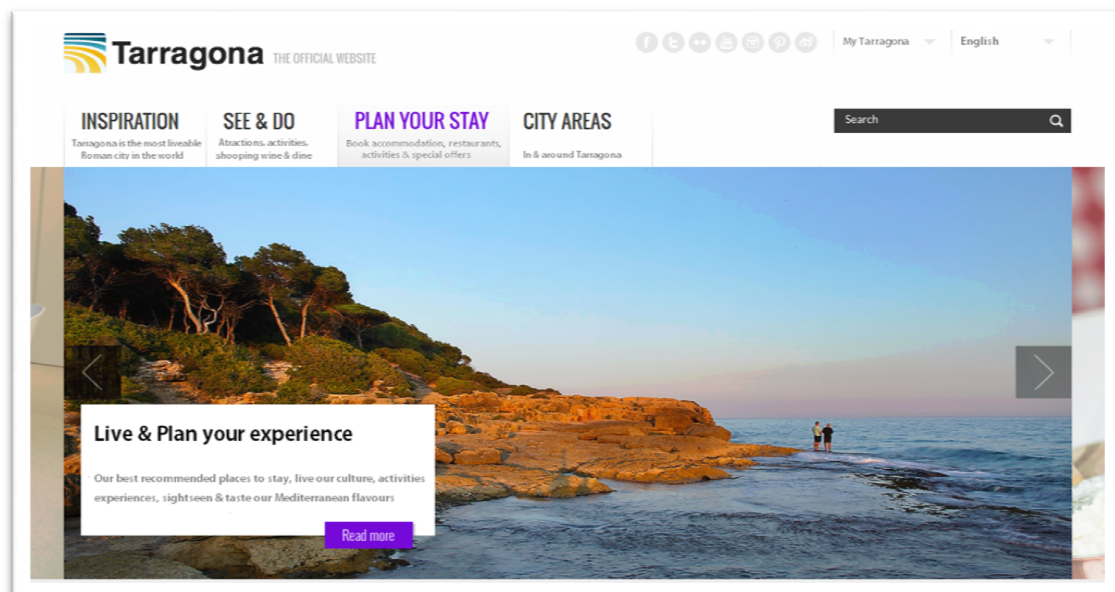 Tarragona THE OFFICIAL WEBSITE
My Tarragona
English
INSPIRATION
Tarragona is the most liveable
Roman city in the world
SEE & DO
Atractions, activities,
shooping wine & dine
PLAN YOUR STAY
Book accommodation, restaurants,
activities & special offers
CITY AREAS
In & around Tarragona
Search
Live & Plan your experience
Our best recommended places to stay, live our culture, activities
experiences, sightseen & taste our Mediterranean flavours
Read more